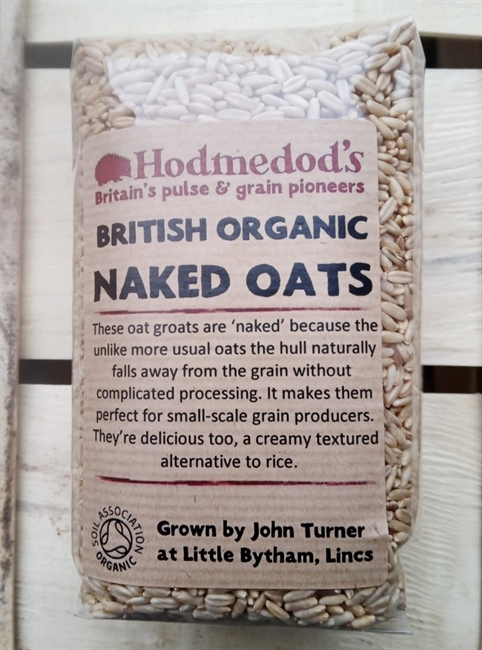 Hodmedod's
Britain's pulse & grain pioneers
BRITISH ORGANIC
NAKED OATS
These oat groats are 'naked' because the
unlike more usual oats the hull naturally
falls away from the grain without
complicated processing. It makes them
perfect for small-scale grain producers.
They're delicious too, a creamy textured
alternative to rice.
SOIL ASSOCIATION
ORGANIC
Grown by John Turner
at Little Bytham, Lincs